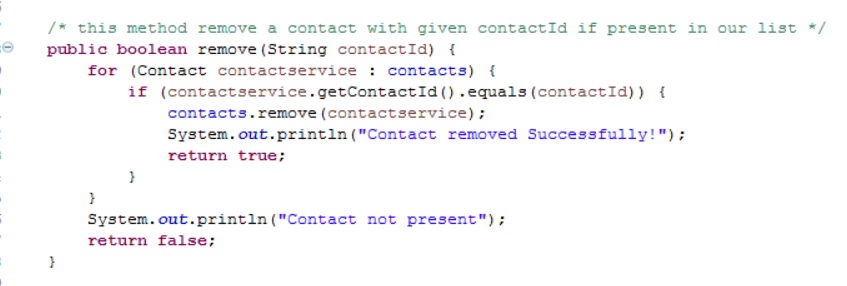 /* this method remove a contact with given contactId if present in our list */
public boolean remove(String contactId) {
for (Contact contactservice : contacts) {
if (contactservice.getContactId().equals(contactId)) {
contacts.remove(contactservice);
System.out.println("Contact removed Successfully!");
return true;
}
}
System.out.println("Contact not present");
return false;
}